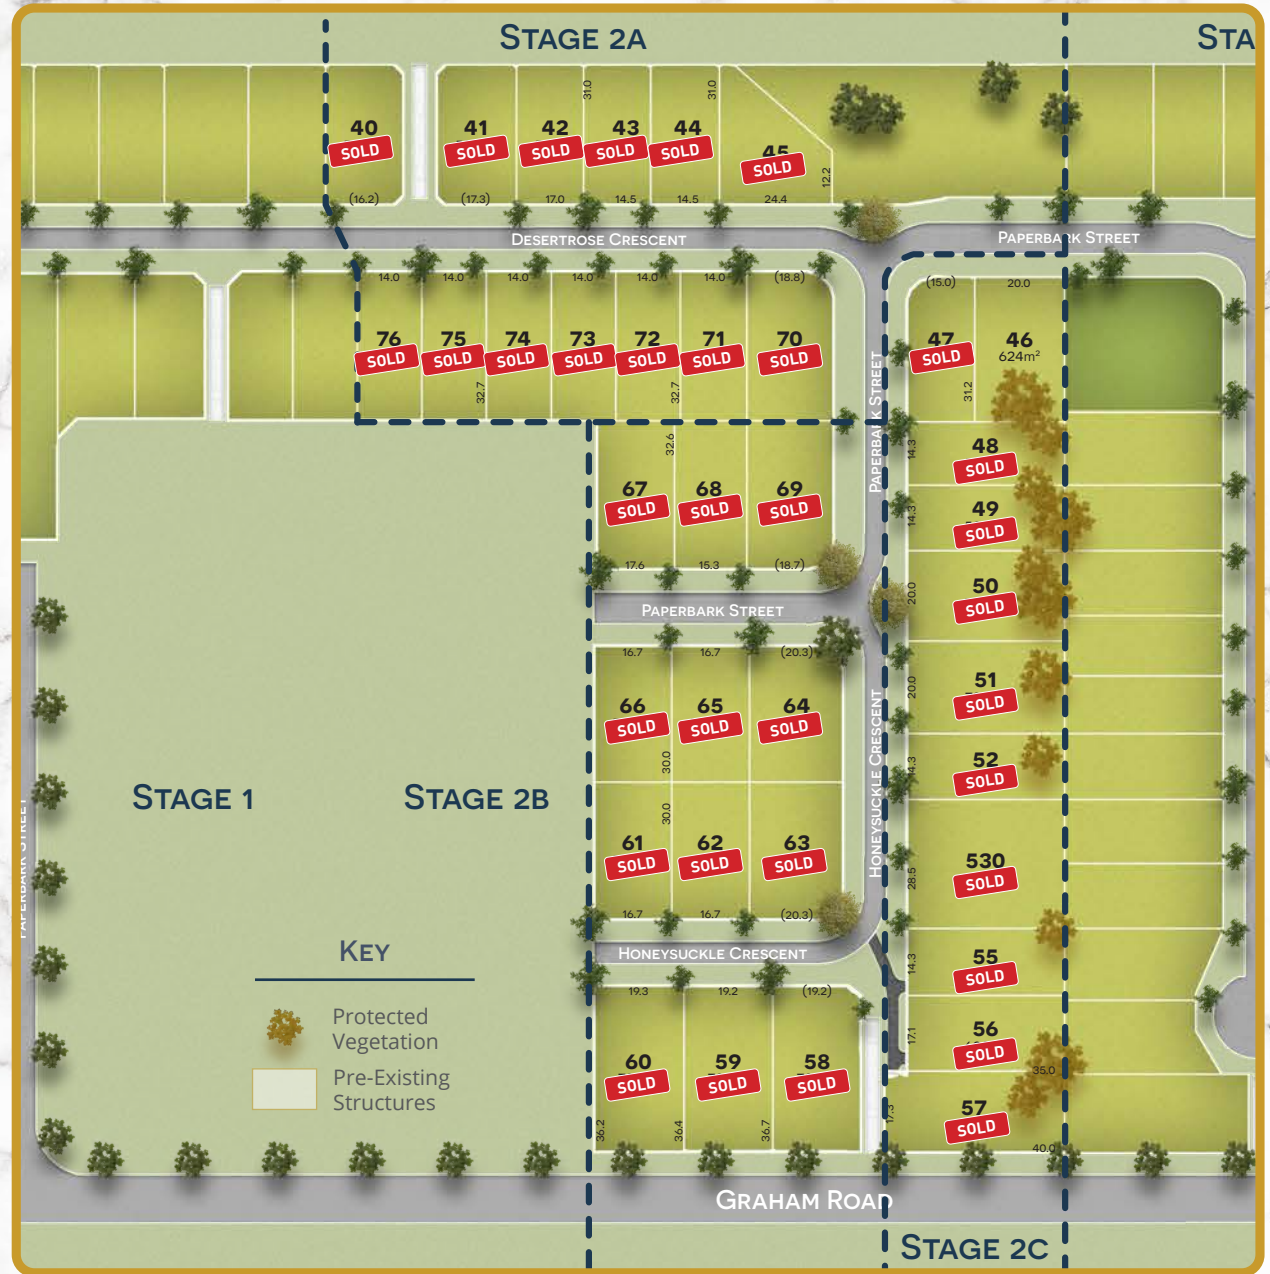 STAGE 2A
STA
40
SOLD
(16.2)
41
SOLD
(17.3)
42
SOLD
17.0
31.0
43
SOLD
14.5
44
SOLD
14.5
31.0
45
SOLD
24.4
12.2
DESERTROSE CRESCENT
PAPERBARK STREET
14.0
14.0
14.0
14.0
14.0
14.0
(18.8)
76
SOLD
75
SOLD
32.7
74
SOLD
73
SOLD
72
SOLD
32.7
71
SOLD
70
SOLD
PAPERBARK STREET
(15.0)
20.0
47
SOLD
31.2
46
624m²
32.6
67
SOLD
17.6
68
SOLD
15.3
69
SOLD
(18.7)
14.3
48
SOLD
14.3
49
SOLD
20.0
50
SOLD
PAPERBARK STREET
16.7
16.7
(20.3)
66
SOLD
65
SOLD
64
SOLD
30.0
30.0
61
SOLD
16.7
62
SOLD
16.7
63
SOLD
(20.3)
HONEYSUCKLE CRESCENT
20.0
51
SOLD
14.3
52
SOLD
28.5
530
SOLD
14.3
55
SOLD
17.1
56
SOLD
35.0
17.3
57
SOLD
40.0
STAGE 1
STAGE 2B
PAPERBARK STREET
KEY
Protected
Vegetation
Pre-Existing
Structures
HONEYSUCKLE CRESCENT
19.3
19.2
(19.2)
60
SOLD
59
SOLD
58
SOLD
36.2
36.4
36.7
GRAHAM ROAD
STAGE 2C